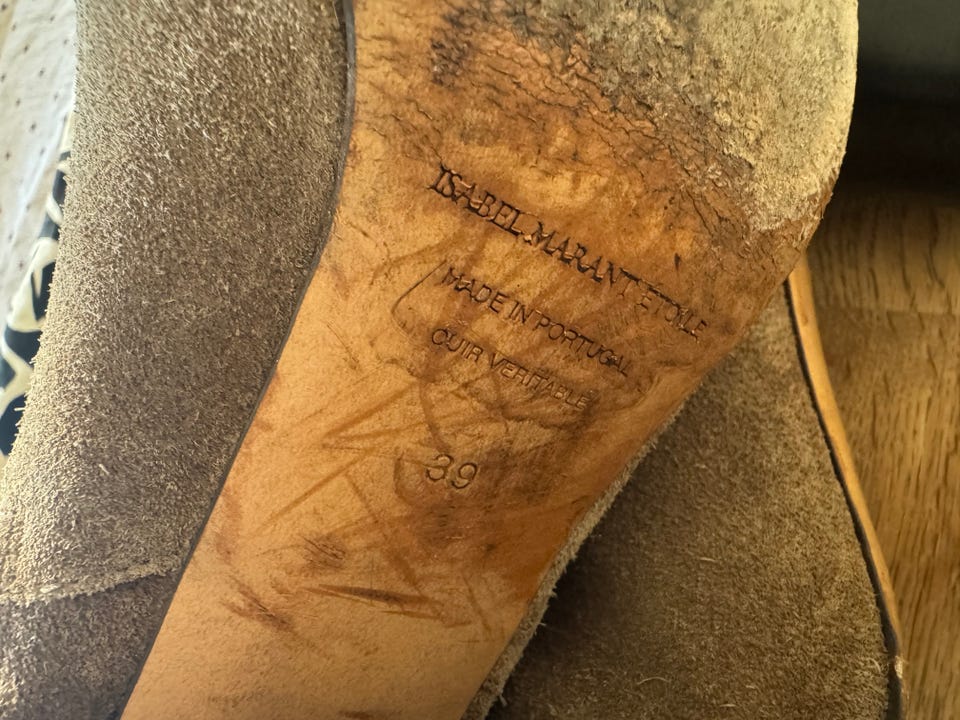 ISABEL MARANT ÉTOILE
MADE IN PORTUGAL
CUIR VERITABLE
39